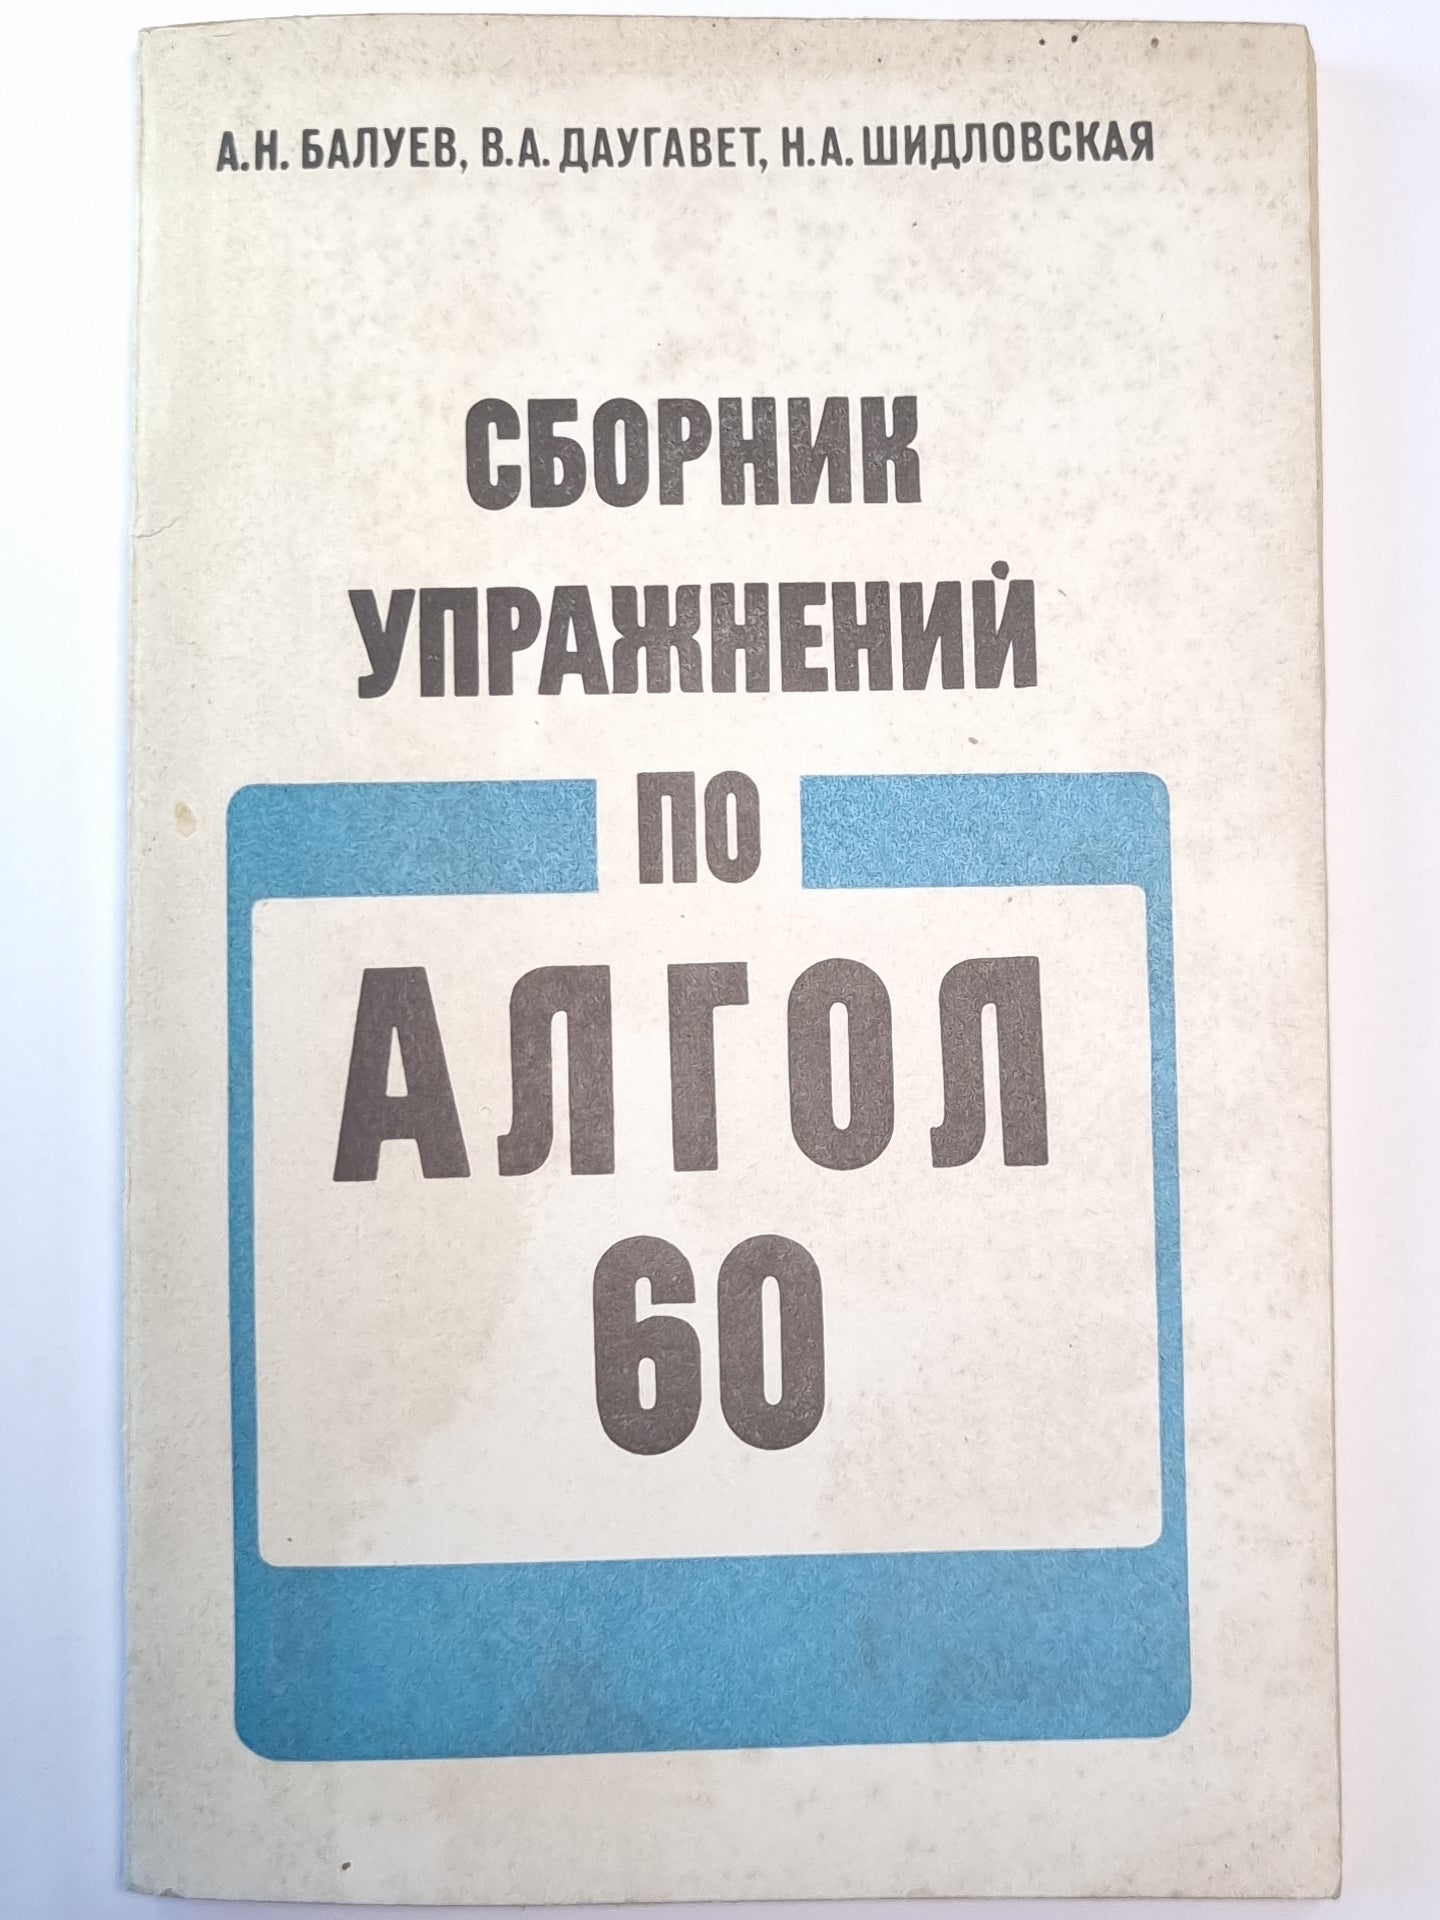 А.Н. БАЛУЕВ, В.А. ДАУГАВЕТ, Н.А. ШИДЛОВСКАЯ
СБОРНИК
УПРАЖНЕНИЙ
ПО
АЛГОЛ
60